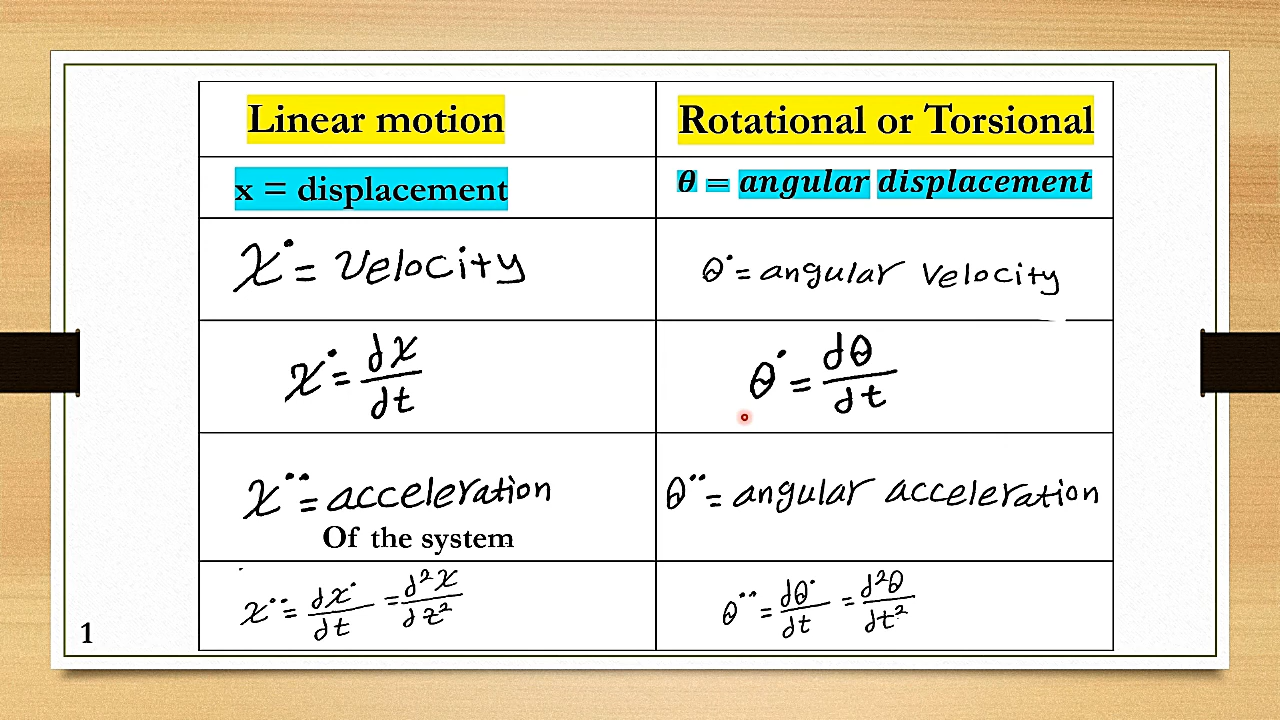 Linear motion
Rotational or Torsional
x = displacement
θ = angular displacement
x˙ = velocity
θ˙ = angular velocity
x˙ = dx/dt
θ˙ = dθ/dt
x¨ = acceleration
Of the system
θ¨ = angular acceleration
x¨ = dx˙/dt = d²x/dt²
θ¨ = dθ˙/dt = d²θ/dt²
1